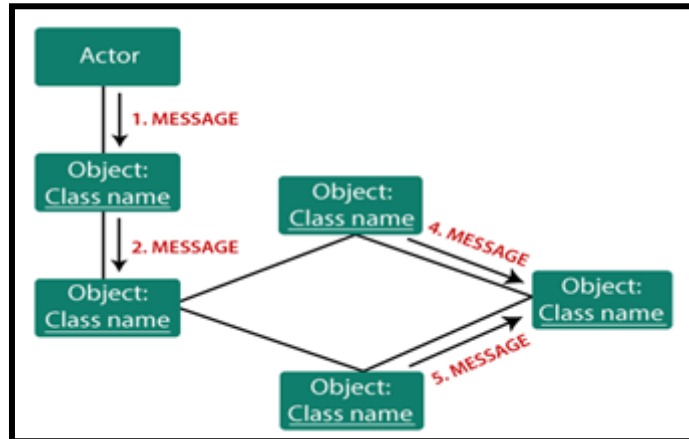 Actor
1. MESSAGE
Object:
Class name
2. MESSAGE
Object:
Class name
Object:
Class name
4. MESSAGE
Object:
Class name
5. MESSAGE
Object:
Class name